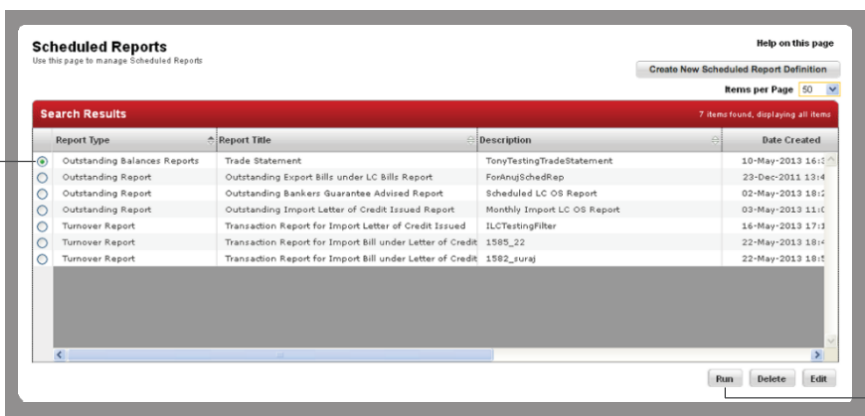 Scheduled Reports
Help on this page
Use this page to manage Scheduled Reports
Create New Scheduled Report Definition
Items per Page 50
Search Results
7 items found, displaying all items
Report Type Report Title Description Date Created
Outstanding Balances Reports Trade Statement TonyTestingTradeStatement 10-May-2013 16:
Outstanding Report Outstanding Export Bills under LC Bills Report ForAnujSchedRep 23-Dec-2011 13:4
Outstanding Report Outstanding Bankers Guarantee Advised Report Scheduled LC OS Report 02-May-2013 18:
Outstanding Report Outstanding Import Letter of Credit Issued Report Monthly Import LC OS Report 03-May-2013 11:
Turnover Report Transaction Report for Import Letter of Credit Issued ILCTestingFilter 16-May-2013 17:
Turnover Report Transaction Report for Import Bill under Letter of Credit 1585_22 22-May-2013 18:
Turnover Report Transaction Report for Import Bill under Letter of Credit 1582_suraj 22-May-2013 18:
Run Delete Edit